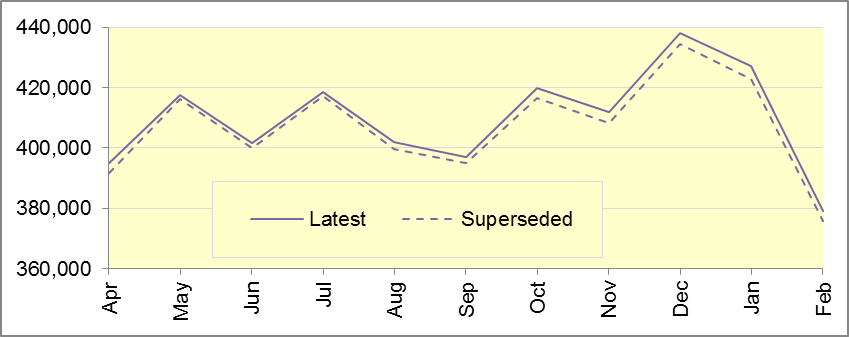 440,000
420,000
400,000
380,000
360,000
Latest Superseded
Apr May Jun Jul Aug Sep Oct Nov Dec Jan Feb